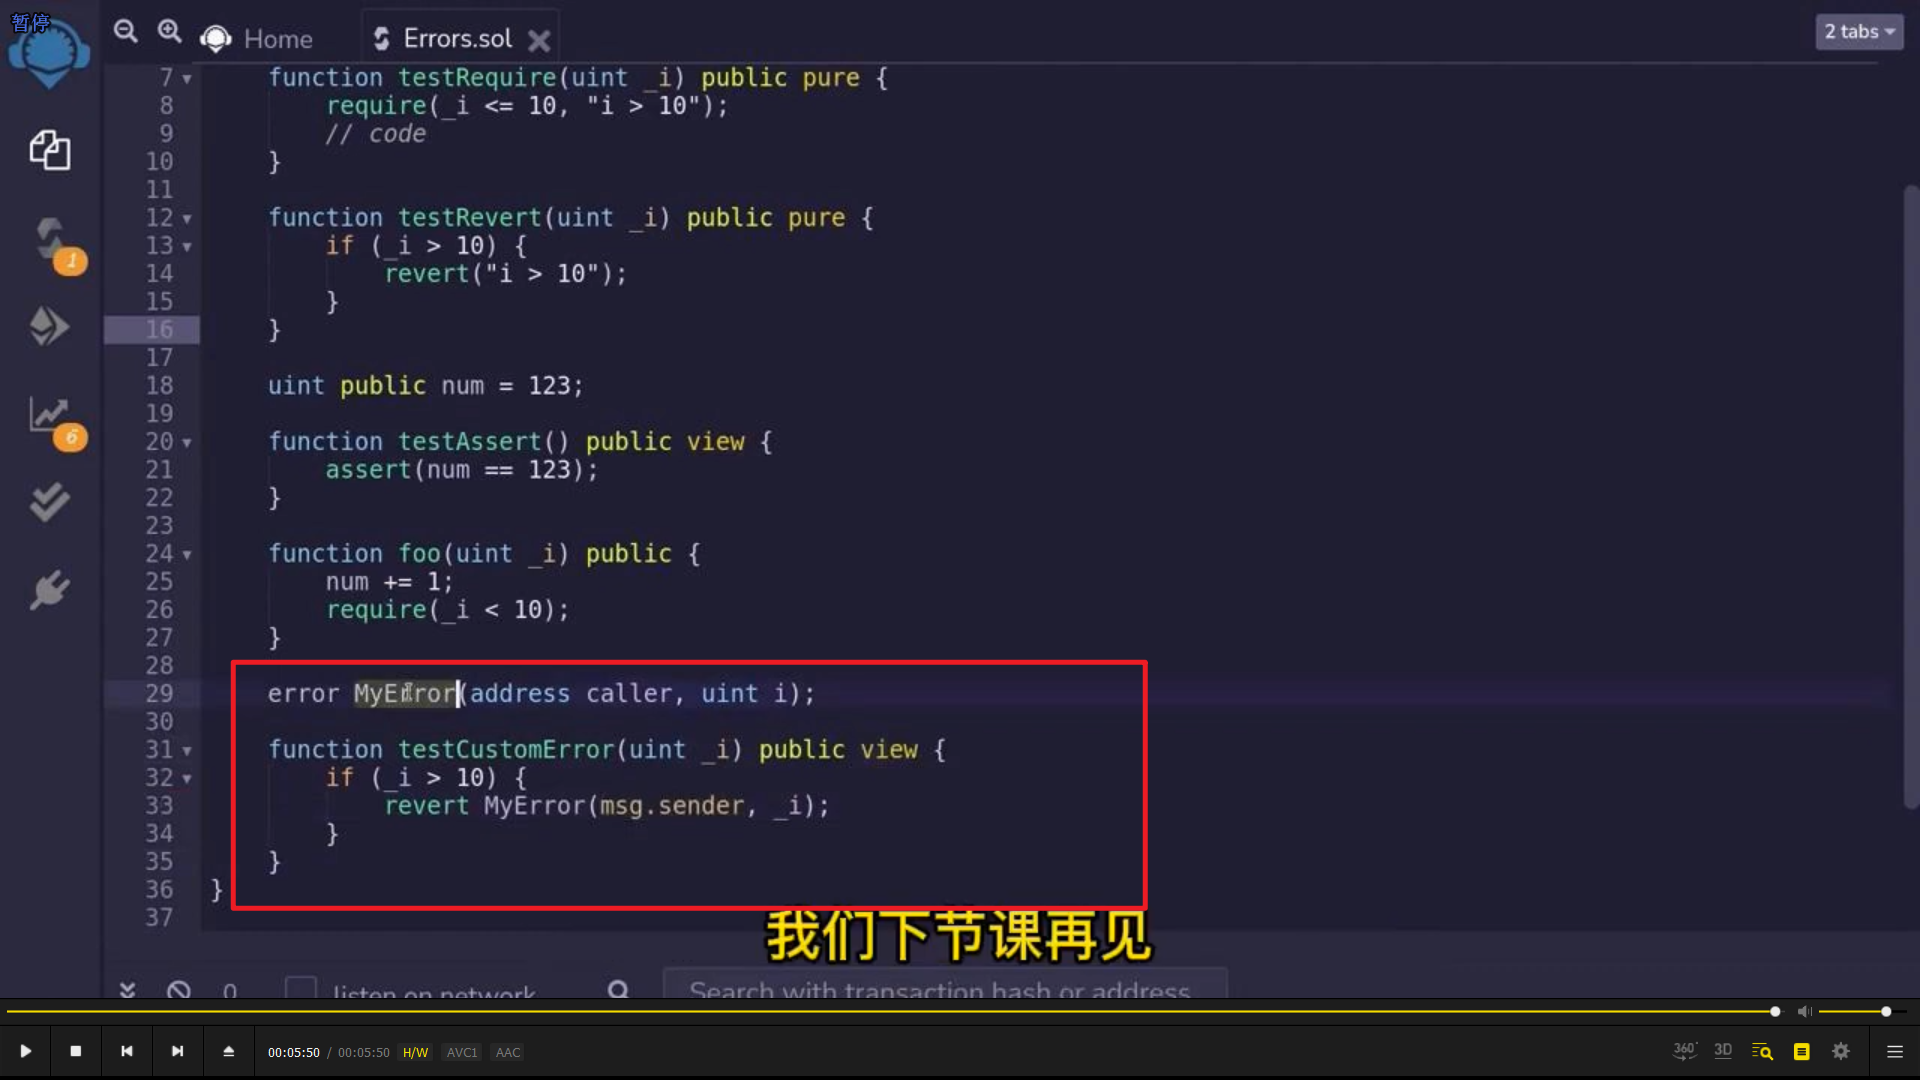 暂停
Home
Errors.sol
2 tabs
7 function testRequire(uint _i) public pure {
8 require(_i <= 10, "i > 10");
9 // code
10 }
11
12 function testRevert(uint _i) public pure {
13 if (_i > 10) {
14 revert("i > 10");
15 }
16 }
17
18 uint public num = 123;
19
20 function testAssert() public view {
21 assert(num == 123);
22 }
23
24 function foo(uint _i) public {
25 num += 1;
26 require(_i < 10);
27 }
28
29 error MyError(address caller, uint i);
30
31 function testCustomError(uint _i) public view {
32 if (_i > 10) {
33 revert MyError(msg.sender, _i);
34 }
35 }
36 }
37
1
6
我们下节课再见
0 listen on network Search with transaction hash or address
00:05:50 / 00:05:50 H/W AVC1 AAC 360° 3D